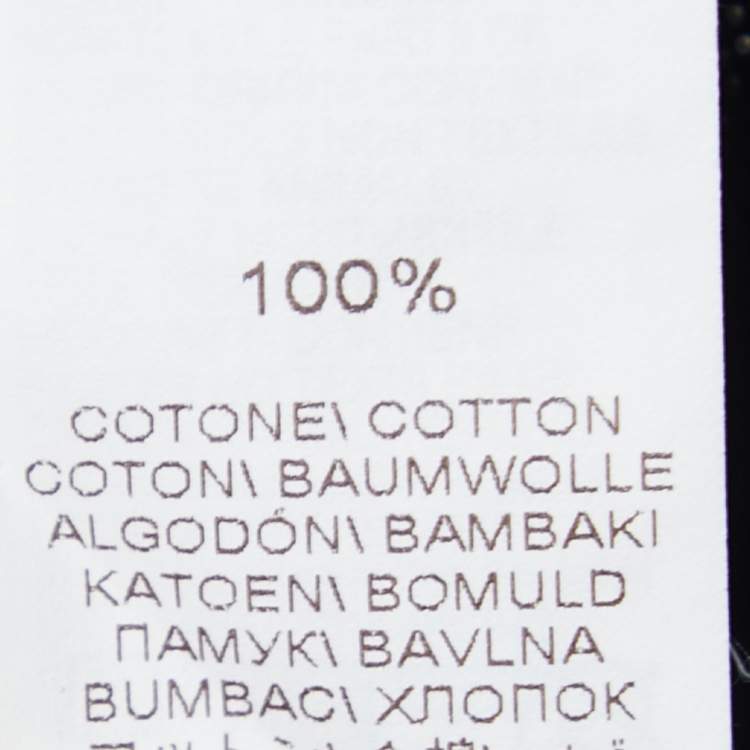 100%
COTONE\ COTTON
COTON\ BAUMWOLLE
ALGODÓN\ BAMBAKI
KATOEN\ BOMULD
ПАМУК\ BAVLNA
BUMBAC\ ХЛОПОК